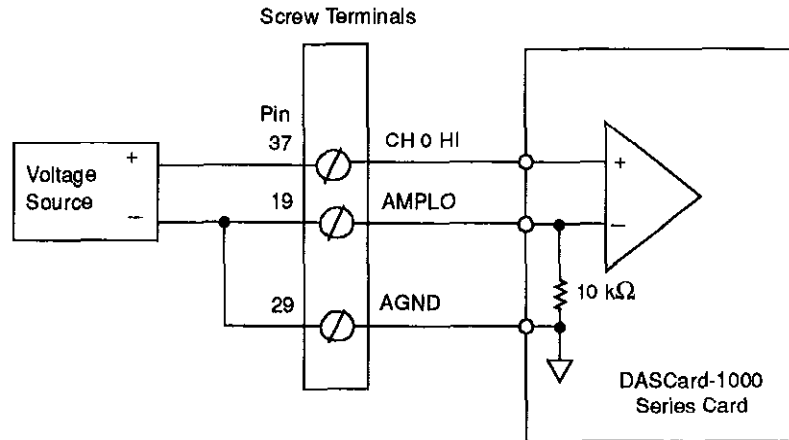 Screw Terminals
Pin
37
CH 0 HI
+
Voltage
Source
+
−
19
AMPLO
−
10 kΩ
29
AGND
DASCard-1000
Series Card